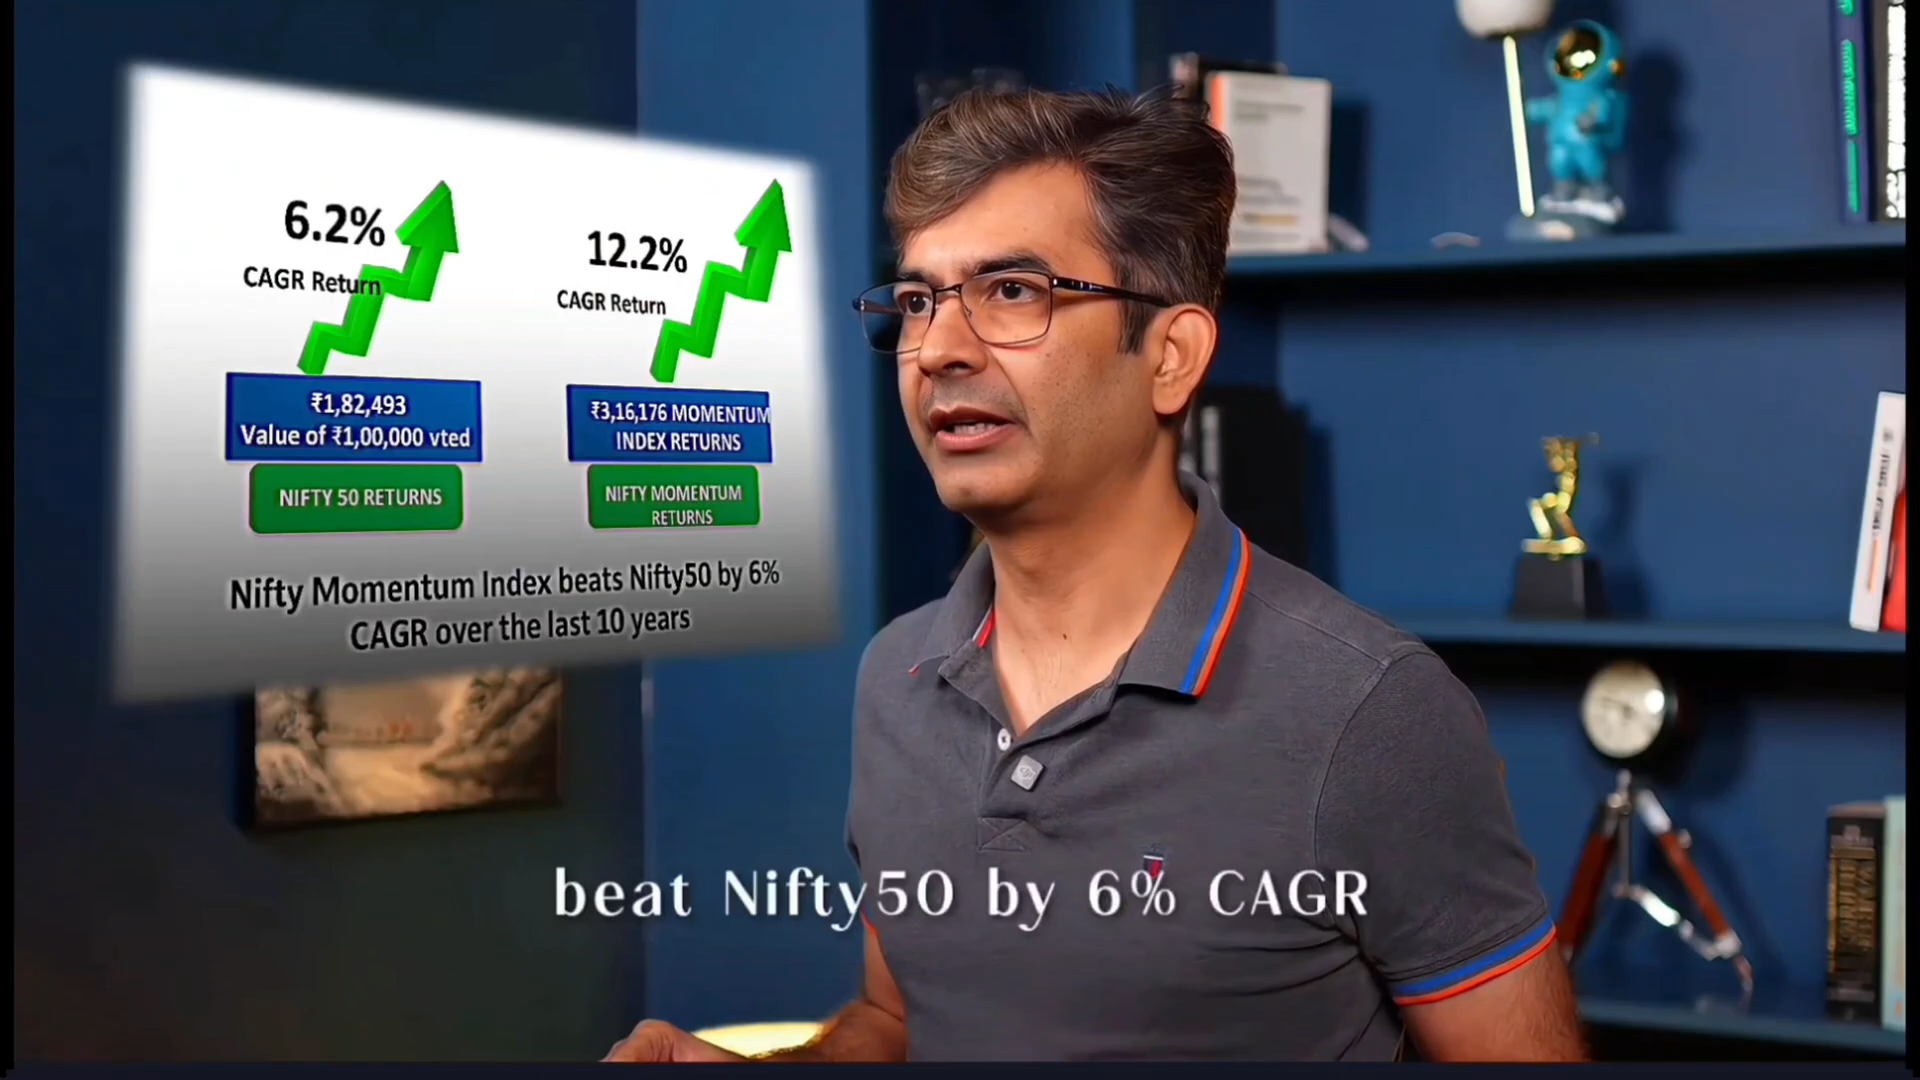 6.2%
CAGR Return
₹1,82,493
Value of ₹1,00,000 vted
NIFTY 50 RETURNS
12.2%
CAGR Return
₹3,16,176 MOMENTUM
INDEX RETURNS
NIFTY MOMENTUM
RETURNS
Nifty Momentum Index beats Nifty50 by 6%
CAGR over the last 10 years
beat Nifty50 by 6% CAGR